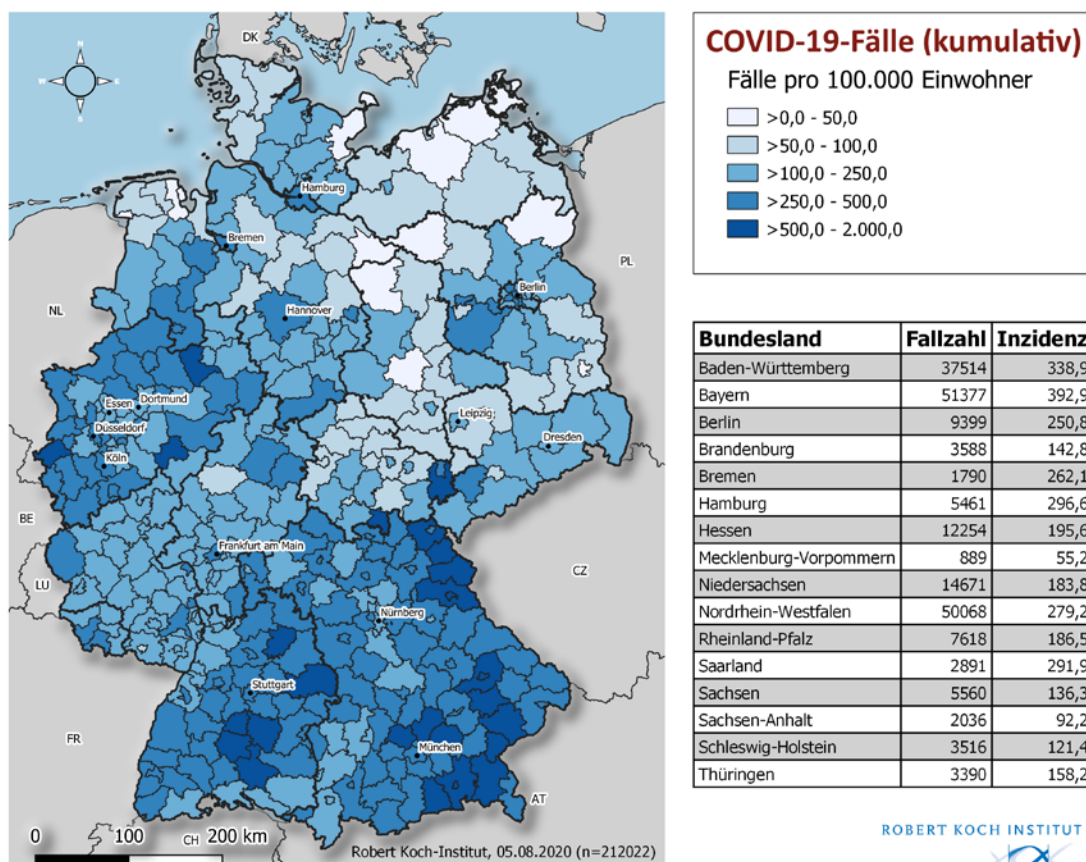 DK
N
W E
S
Hamburg
Bremen
PL
Berlin
NL
Hannover
Essen Dortmund
Düsseldorf
Leipzig
Dresden
Köln
BE
Frankfurt am Main
LU
CZ
Nürnberg
Stuttgart
FR
München
AT
CH
0 100 200 km
Robert Koch-Institut, 05.08.2020 (n=212022)
COVID-19-Fälle (kumulativ)
Fälle pro 100.000 Einwohner
>0,0 - 50,0
>50,0 - 100,0
>100,0 - 250,0
>250,0 - 500,0
>500,0 - 2.000,0
Bundesland Fallzahl Inzidenz
Baden-Württemberg 37514 338,9
Bayern 51377 392,9
Berlin 9399 250,8
Brandenburg 3588 142,8
Bremen 1790 262,1
Hamburg 5461 296,6
Hessen 12254 195,6
Mecklenburg-Vorpommern 889 55,2
Niedersachsen 14671 183,8
Nordrhein-Westfalen 50068 279,2
Rheinland-Pfalz 7618 186,5
Saarland 2891 291,9
Sachsen 5560 136,3
Sachsen-Anhalt 2036 92,2
Schleswig-Holstein 3516 121,4
Thüringen 3390 158,2
ROBERT KOCH INSTITUT